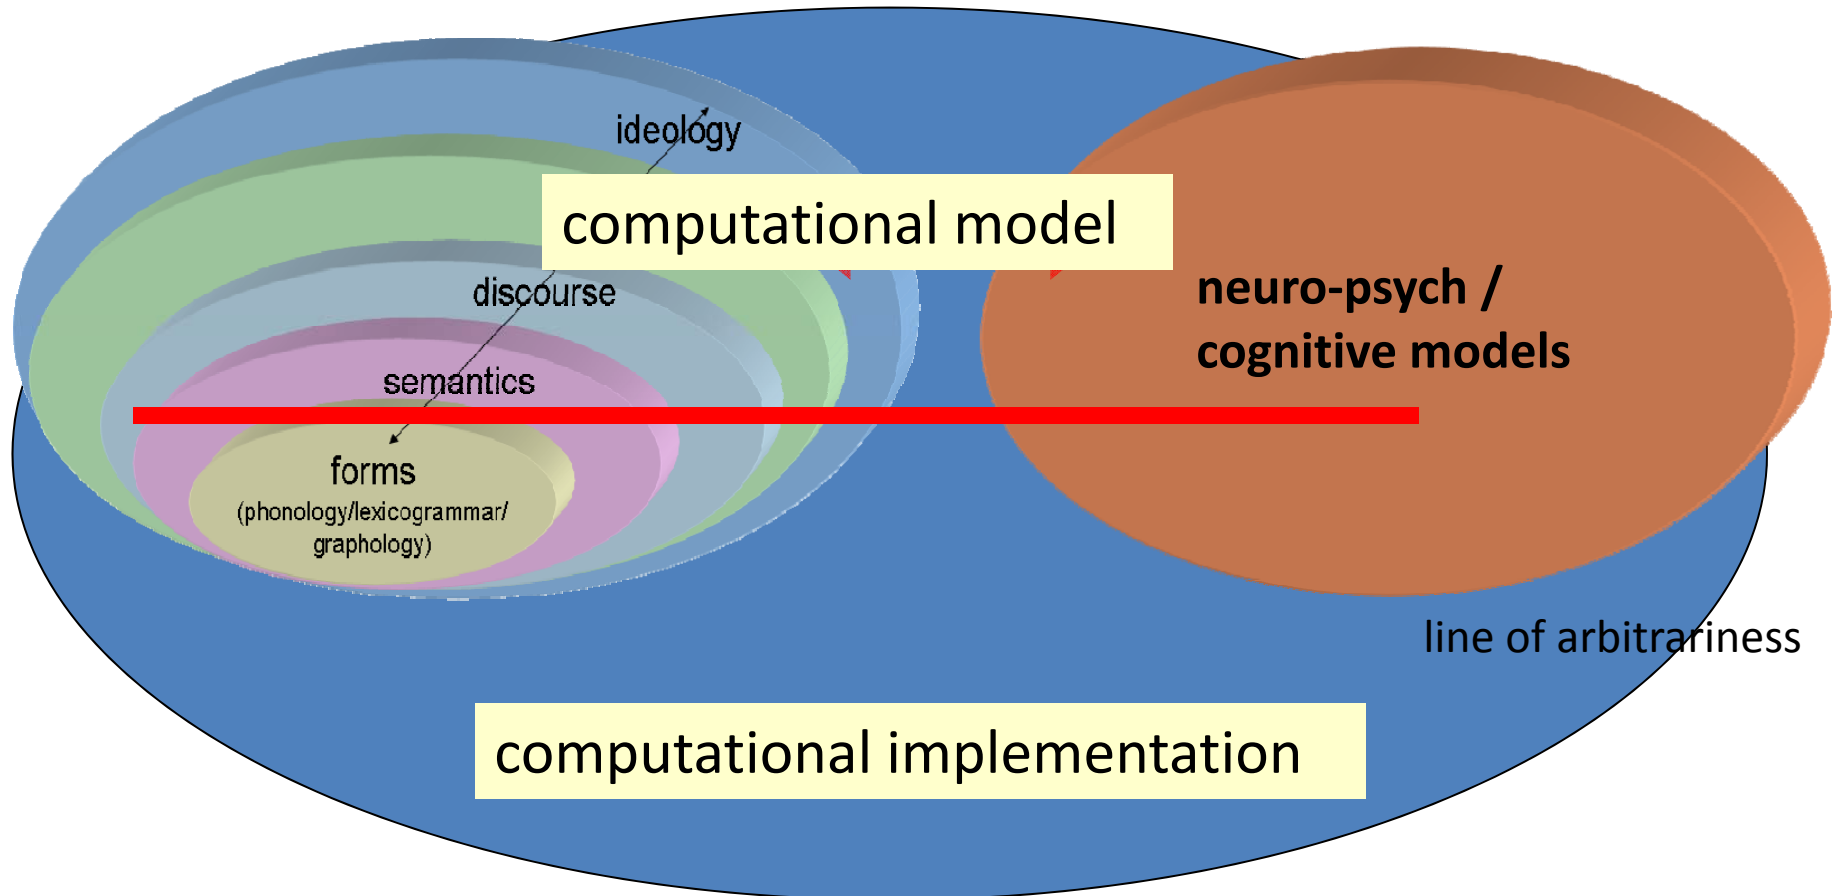 ideology
computational model
discourse
neuro-psych /
cognitive models
semantics
forms
(phonology/lexicogrammar/
graphology)
line of arbitrariness
computational implementation